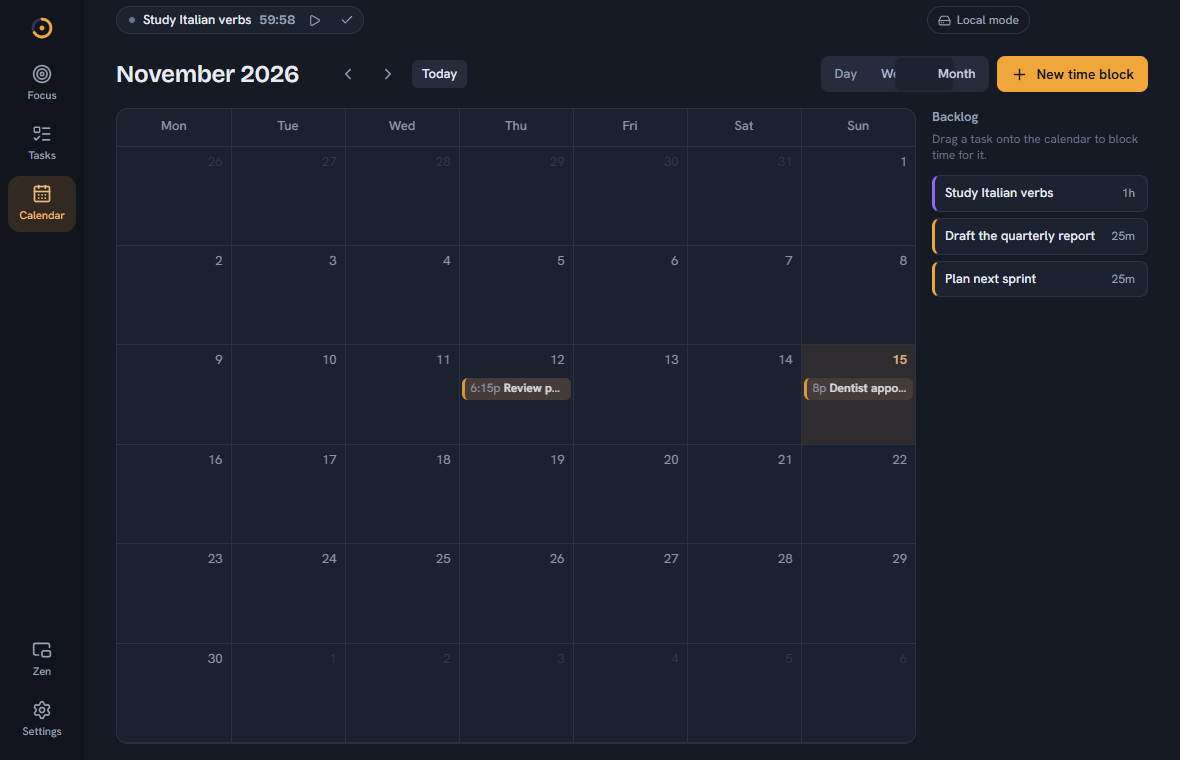 Study Italian verbs 59:58
Local mode
Focus
Tasks
Calendar
Zen
Settings
November 2026
Today
Day
Month
New time block
Mon Tue Wed Thu Fri Sat Sun
26 27 28 29 30 31 1
2 3 4 5 6 7 8
9 10 11 12 13 14 15
6:15p Review p...
8p Dentist appo...
16 17 18 19 20 21 22
23 24 25 26 27 28 29
30 1 2 3 4 5 6
Backlog
Drag a task onto the calendar to block
time for it.
Study Italian verbs 1h
Draft the quarterly report 25m
Plan next sprint 25m